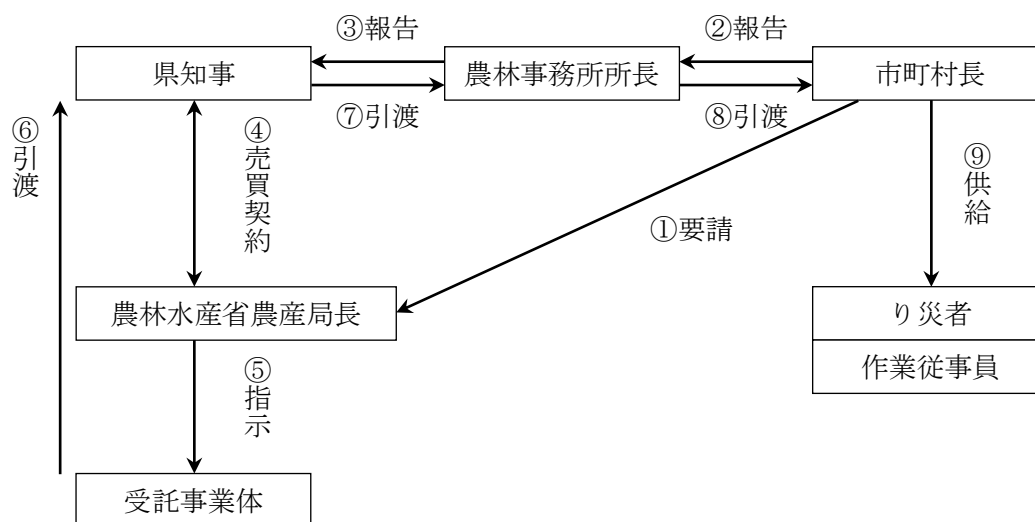 ③報告
②報告
県知事
農林事務所所長
市町村長
⑦引渡
⑧引渡
⑥引渡
④売買契約
⑨供給
①要請
農林水産省農産局長
り災者
作業従事員
⑤指示
受託事業体